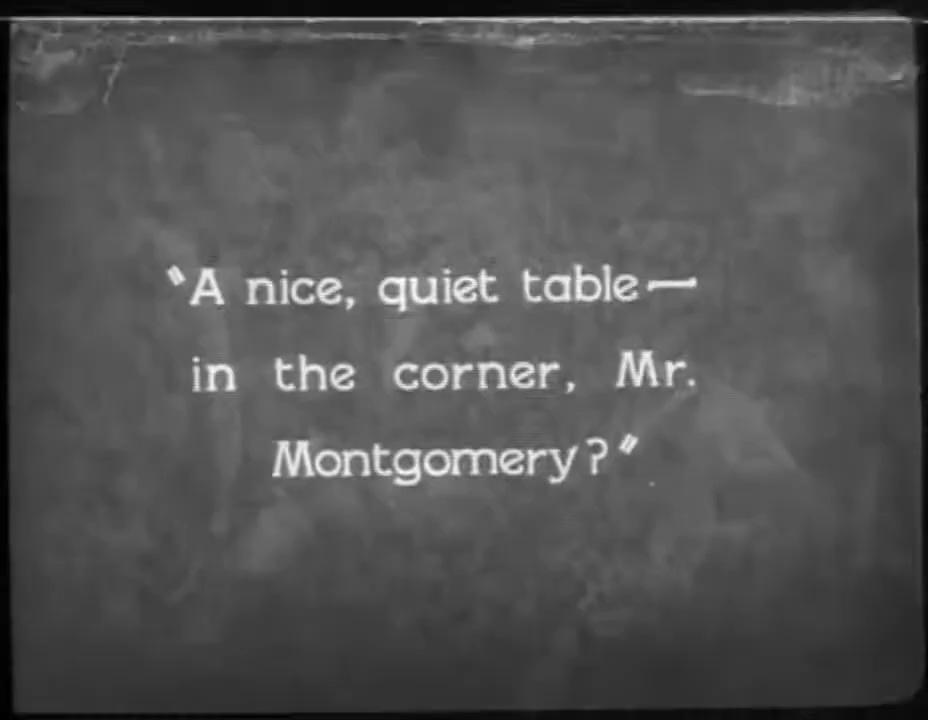 "A nice, quiet table—
in the corner, Mr.
Montgomery?"